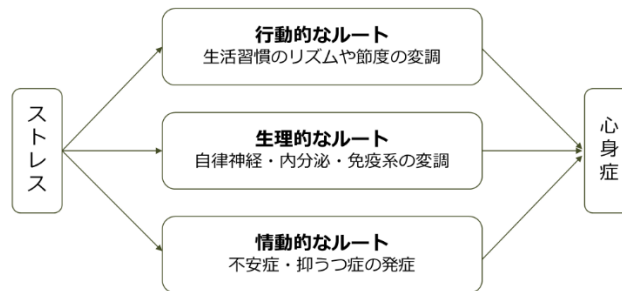 行動的なルート
生活習慣のリズムや節度の変調
ストレス
生理的なルート
自律神経・内分泌・免疫系の変調
心身症
情動的なルート
不安症・抑うつ症の発症